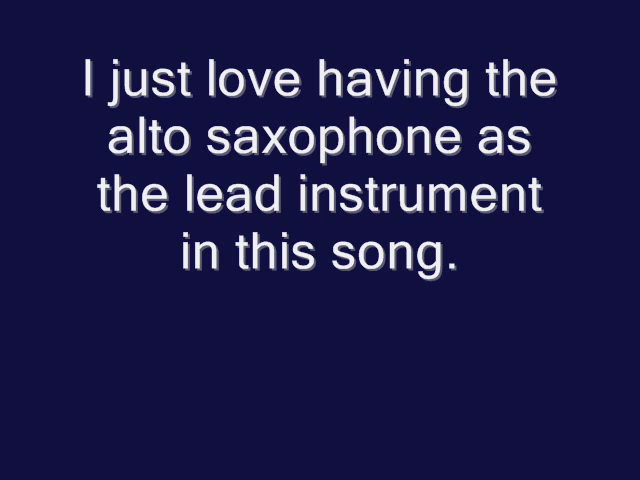 I just love having the
alto saxophone as
the lead instrument
in this song.